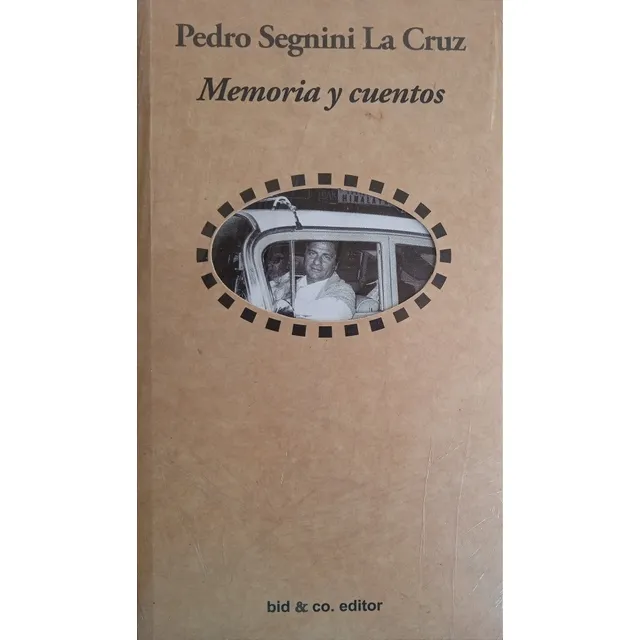 Pedro Segnini La Cruz
Memoria y cuentos
bid & co. editor